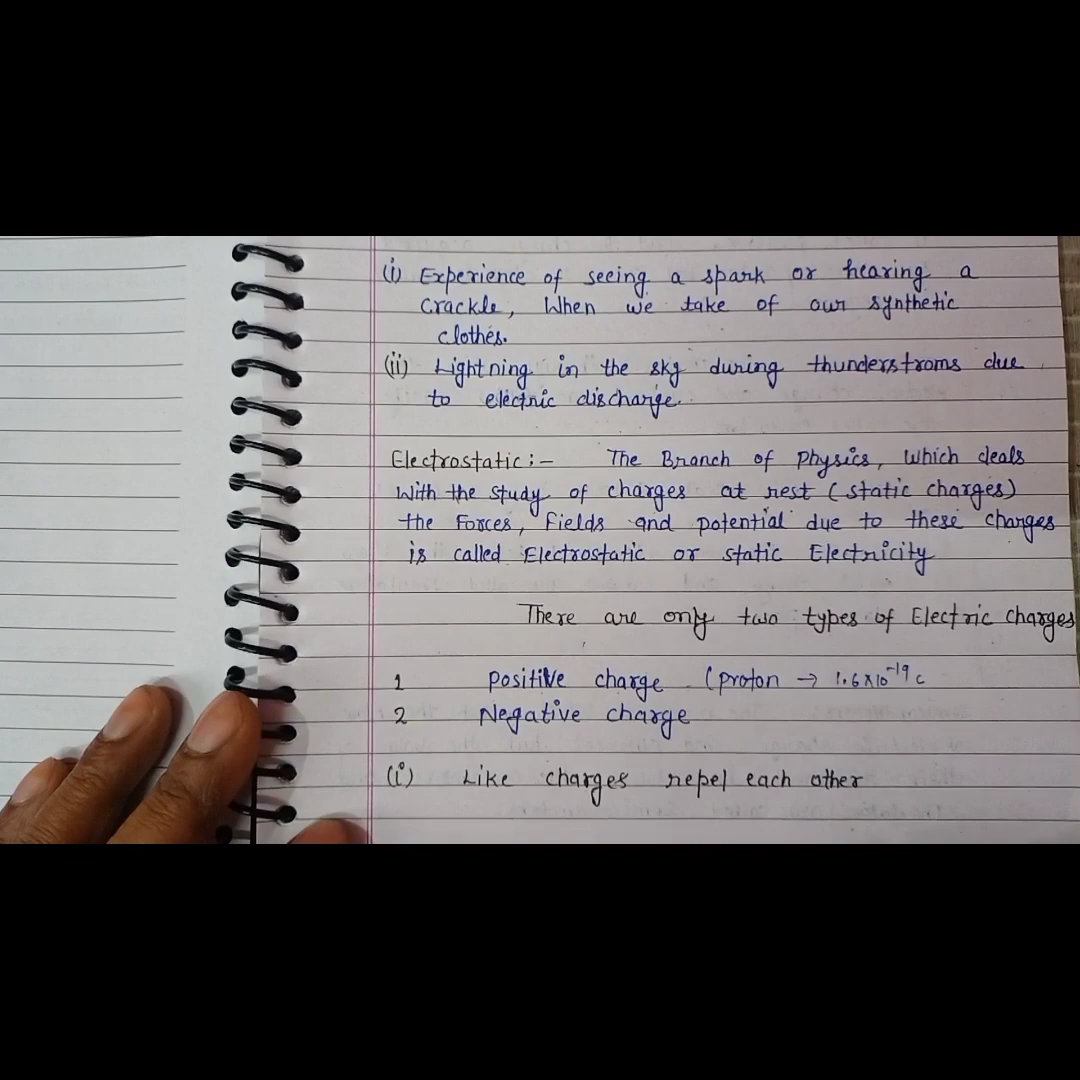 (i) Experience of seeing a spark or hearing a
crackle, When we take of our synthetic
clothes.
(ii) Lightning in the sky during thunderstroms due
to electric discharge.
Electrostatic :- The Branch of Physics, Which deals
With the study of charges at rest (static charges)
the Forces, Fields and potential due to these charges
is called Electrostatic or static Electricity
There are only two types of Electric charges
1 positive charge (proton → 1.6x10⁻¹⁹ c
2 Negative charge
(i) Like charges repel each other